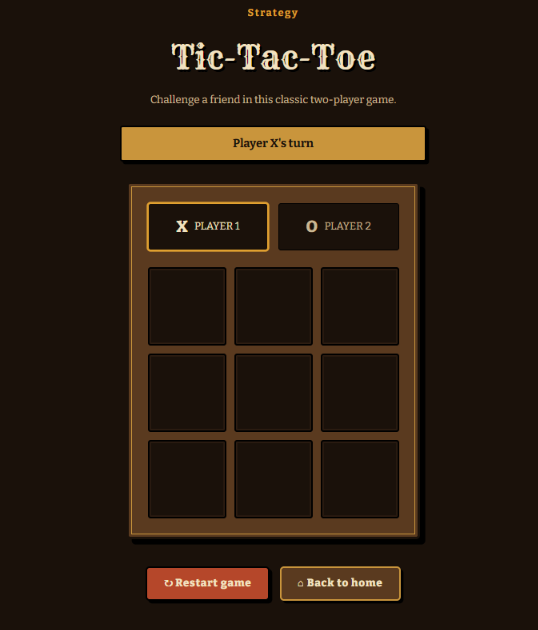 Strategy
Tic-Tac-Toe
Challenge a friend in this classic two-player game.
Player X's turn
X PLAYER 1
O PLAYER 2
↻ Restart game
⌂ Back to home